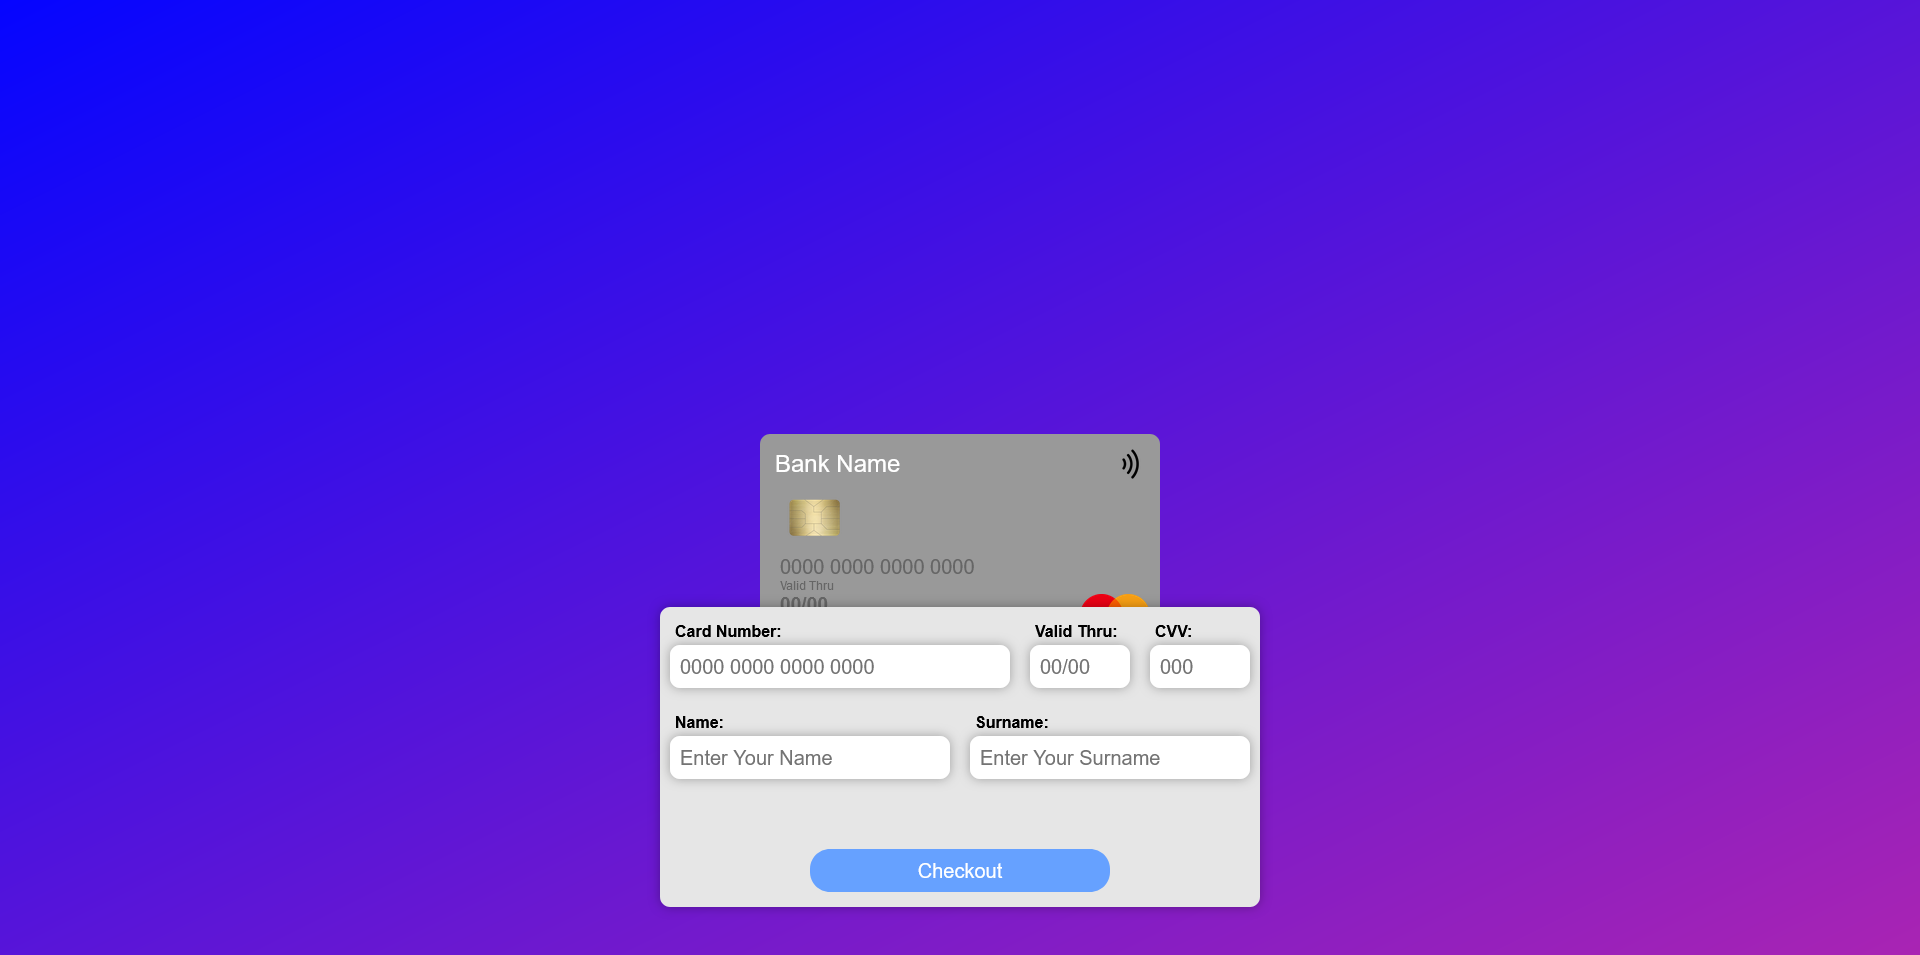 Bank Name
0000 0000 0000 0000
Valid Thru
00/00
Card Number:
Valid Thru:
CVV:
0000 0000 0000 0000
00/00
000
Name:
Surname:
Enter Your Name
Enter Your Surname
Checkout